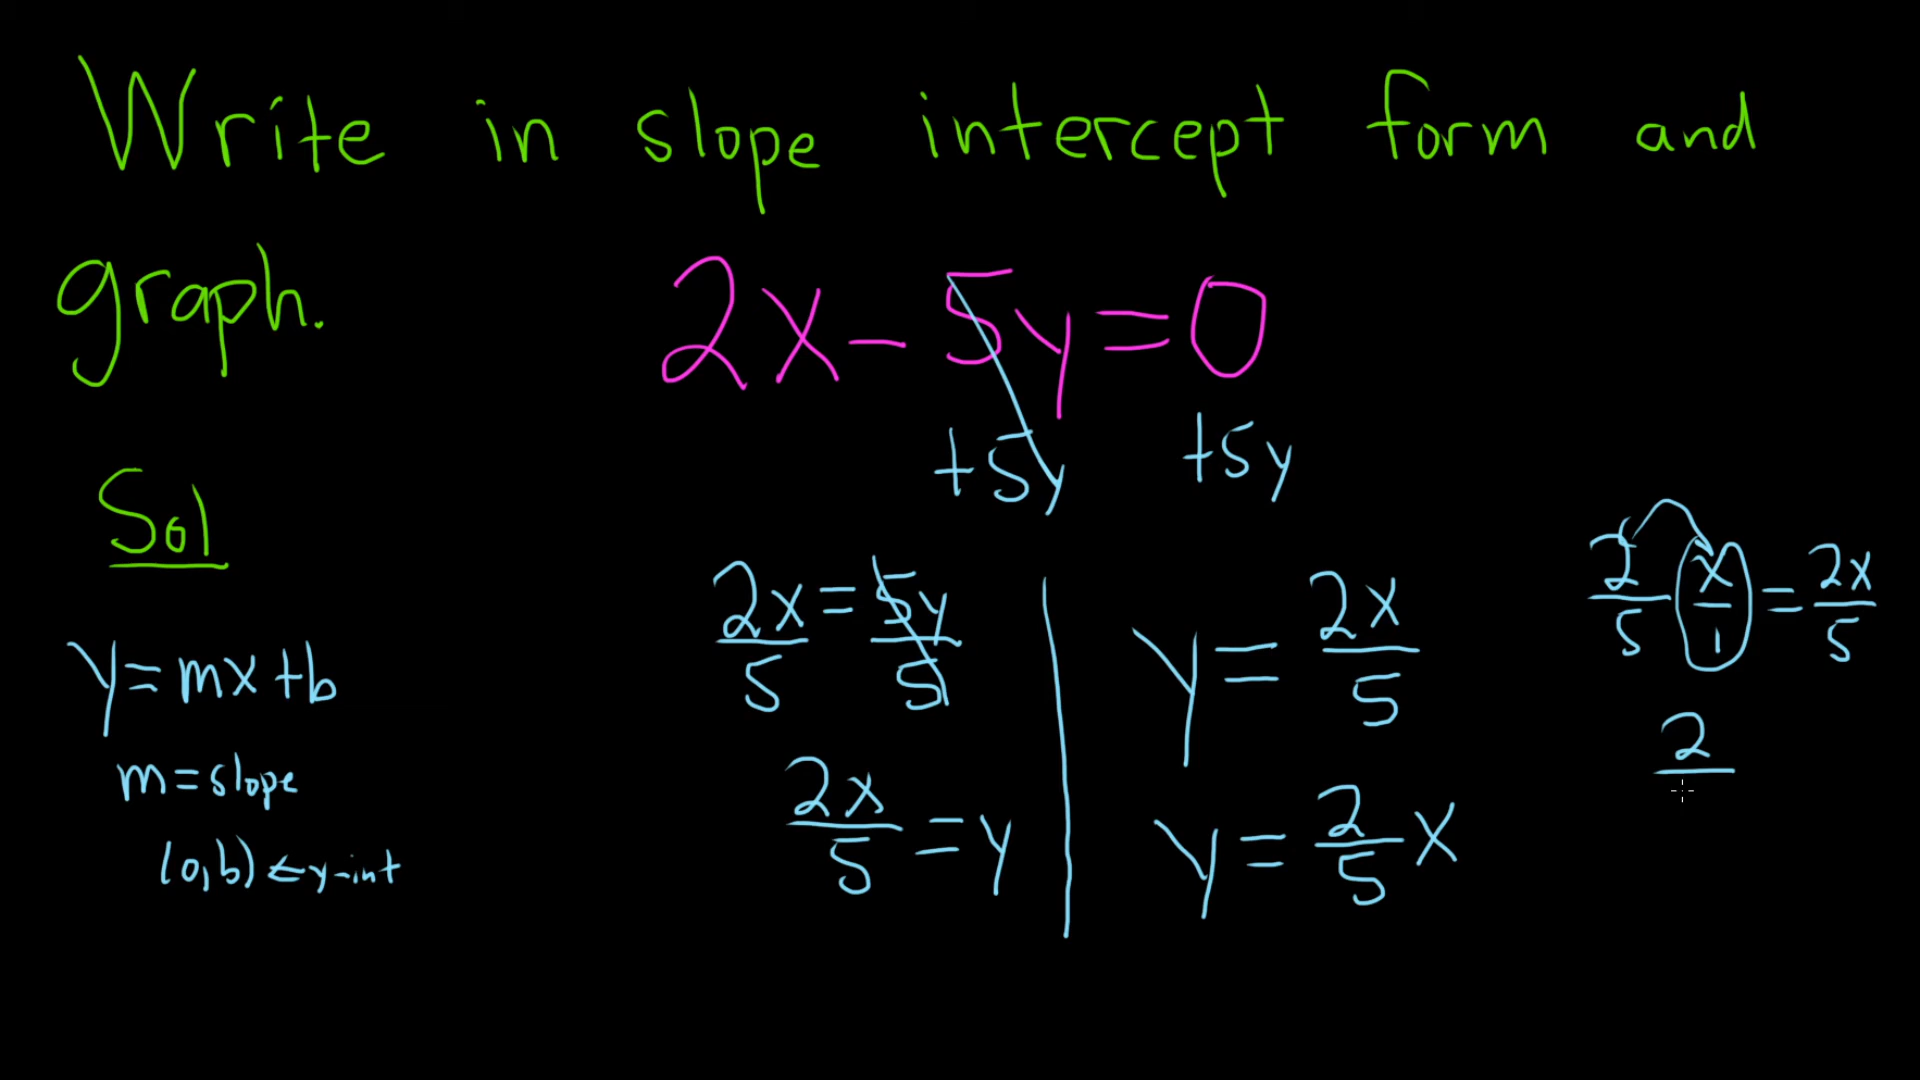 Write in slope intercept form and
graph.
2x - 5y = 0
+5y +5y
Sol
y = mx + b
m = slope
(0,b) ← y-int
2x/5 = 5y/5
2x/5 = y
y = 2x/5
y = 2/5 x
2/5 x/1 = 2x/5
2/